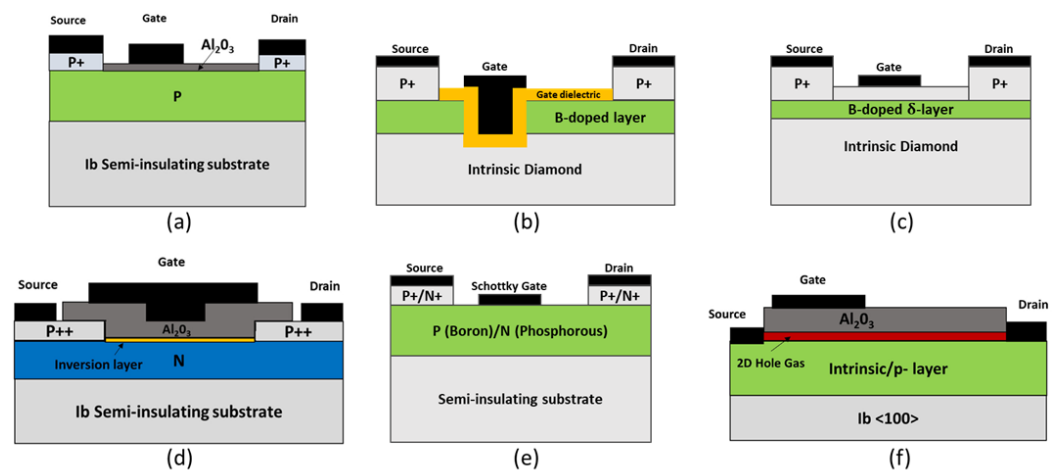 Source Gate Drain
Al₂O₃
P+ P+
P
Ib Semi-insulating substrate
(a)
Source Gate Drain
P+ P+
Gate dielectric
B-doped layer
Intrinsic Diamond
(b)
Source Gate Drain
P+ P+
B-doped δ-layer
Intrinsic Diamond
(c)
Gate
Source Drain
P++ Al₂O₃ P++
Inversion layer
N
Ib Semi-insulating substrate
(d)
Source Schottky Gate Drain
P+/N+ P+/N+
P (Boron)/N (Phosphorous)
Semi-insulating substrate
(e)
Gate
Source Drain
Al₂O₃
2D Hole Gas
Intrinsic/p- layer
Ib <100>
(f)